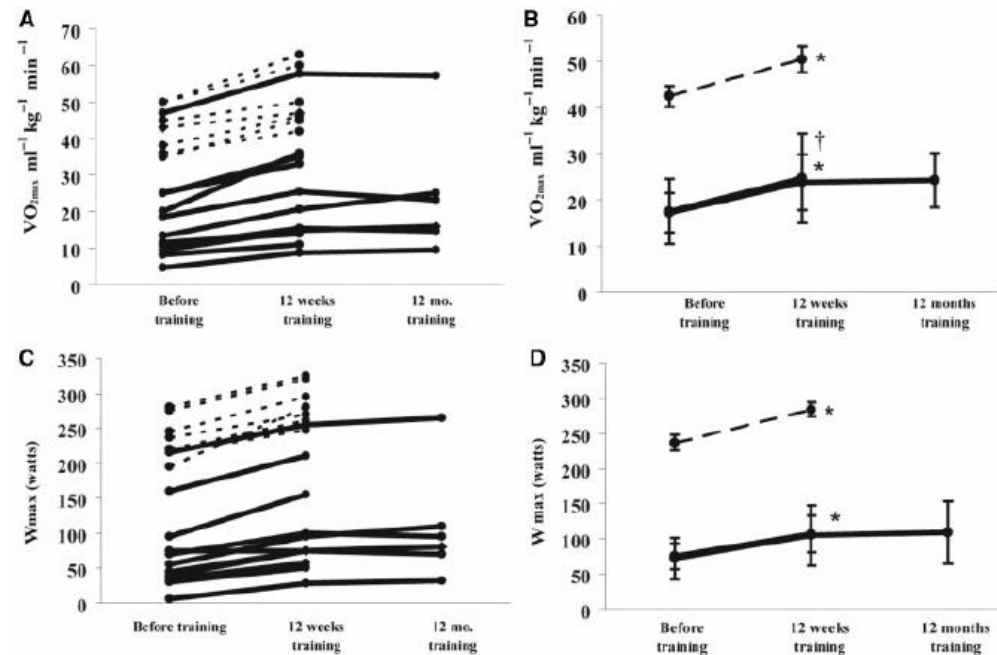 A
VO2max ml⁻¹ kg⁻¹ min⁻¹
70
60
50
40
30
20
10
0
Before training
12 weeks training
12 mo. training
B
VO2max ml⁻¹ kg⁻¹ min⁻¹
60
50
40
30
20
10
0
*
†
*
Before training
12 weeks training
12 months training
C
Wmax (watts)
350
300
250
200
150
100
50
0
Before training
12 weeks training
12 mo. training
D
W max (watts)
350
300
250
200
150
100
50
0
*
*
Before training
12 weeks training
12 months training